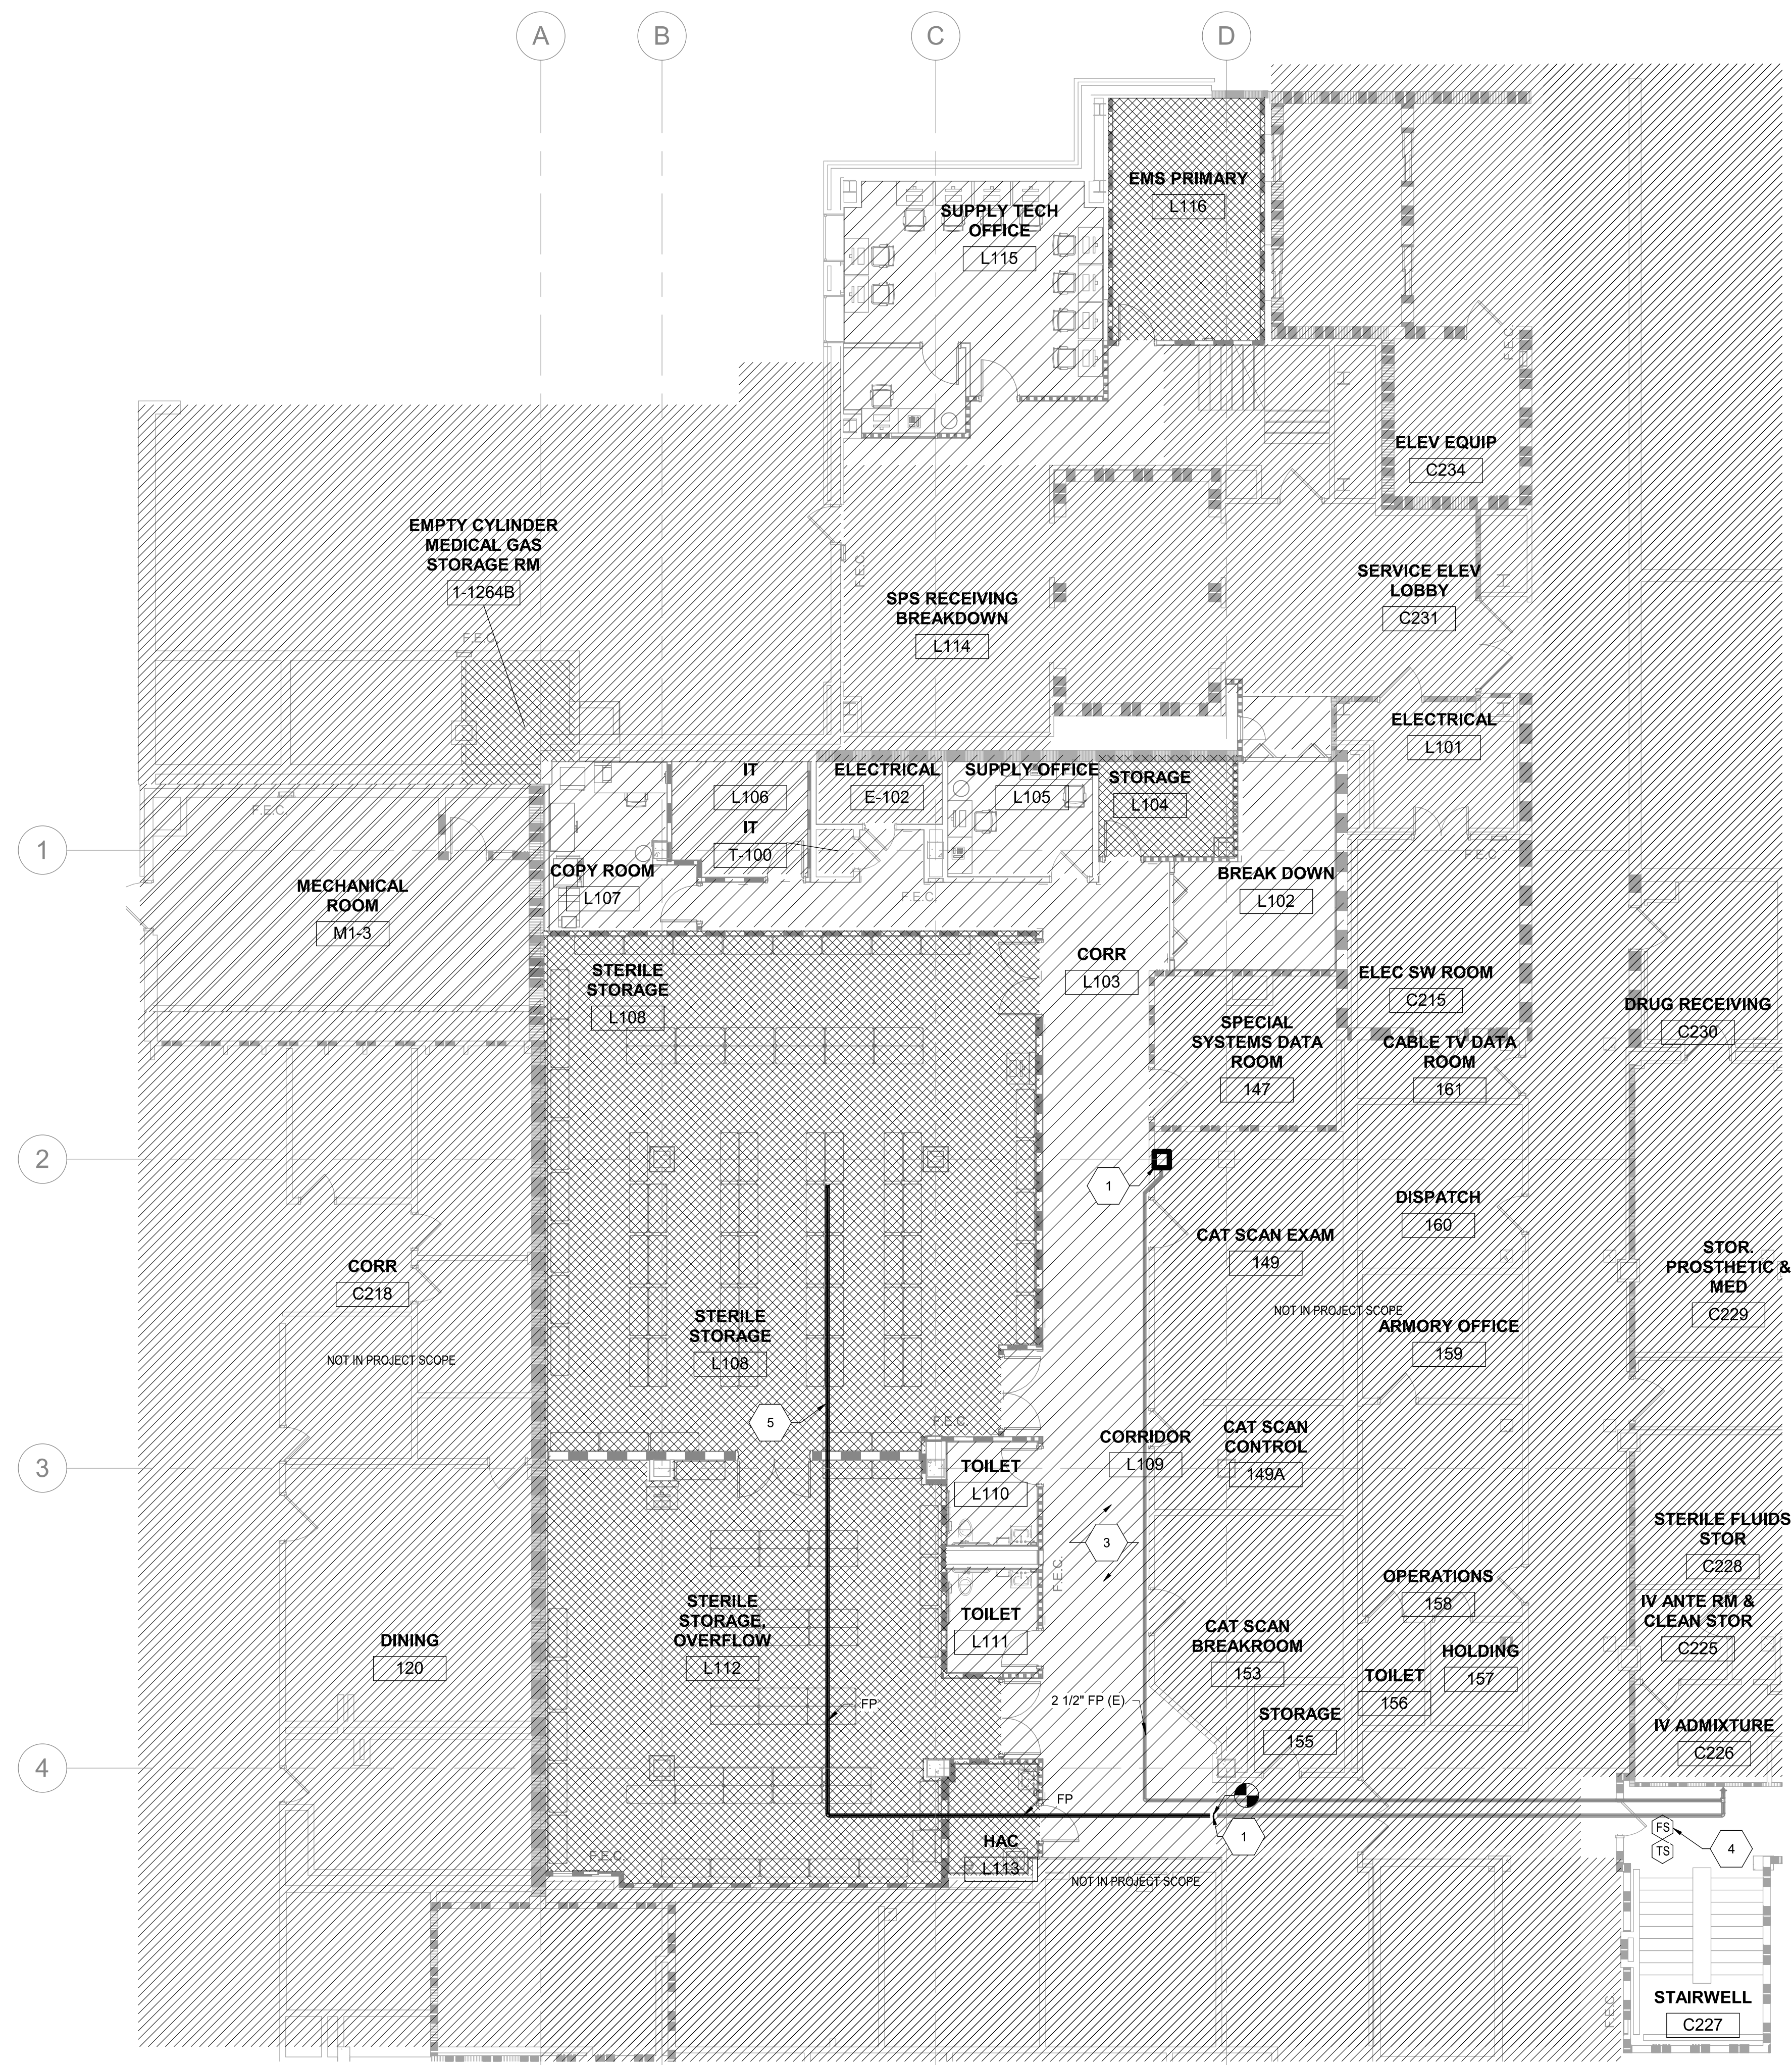 A
B
C
D
EMS PRIMARY
L116
SUPPLY TECH
OFFICE
L115
F.E.C.
ELEV EQUIP
C234
EMPTY CYLINDER
MEDICAL GAS
STORAGE RM
1-1264B
F.E.C.
F.E.C.
SPS RECEIVING
BREAKDOWN
L114
SERVICE ELEV
LOBBY
C231
ELECTRICAL
L101
IT
L106
ELECTRICAL
E-102
SUPPLY OFFICE
L105
STORAGE
L104
F.E.C.
1
IT
T-100
F.E.C.
COPY ROOM
L107
F.E.C.
BREAK DOWN
L102
MECHANICAL
ROOM
M1-3
CORR
L103
STERILE
STORAGE
L108
ELEC SW ROOM
C215
DRUG RECEIVING
C230
SPECIAL
SYSTEMS DATA
ROOM
147
CABLE TV DATA
ROOM
161
2
1
DISPATCH
160
CAT SCAN EXAM
149
CORR
C218
STOR.
PROSTHETIC &
MED
C229
NOT IN PROJECT SCOPE
STERILE
STORAGE
L108
ARMORY OFFICE
159
NOT IN PROJECT SCOPE
5
F.E.C.
3
TOILET
L110
CORRIDOR
L109
CAT SCAN
CONTROL
149A
3
F.E.C.
STERILE FLUIDS
STOR
C228
OPERATIONS
158
STERILE
STORAGE,
OVERFLOW
L112
TOILET
L111
IV ANTE RM &
CLEAN STOR
C225
DINING
120
CAT SCAN
BREAKROOM
153
HOLDING
157
TOILET
156
FP
2 1/2" FP (E)
STORAGE
155
IV ADMIXTURE
C226
4
FP
1
FS
TS
4
HAC
L113
F.E.C.
NOT IN PROJECT SCOPE
STAIRWELL
C227
F.E.C.